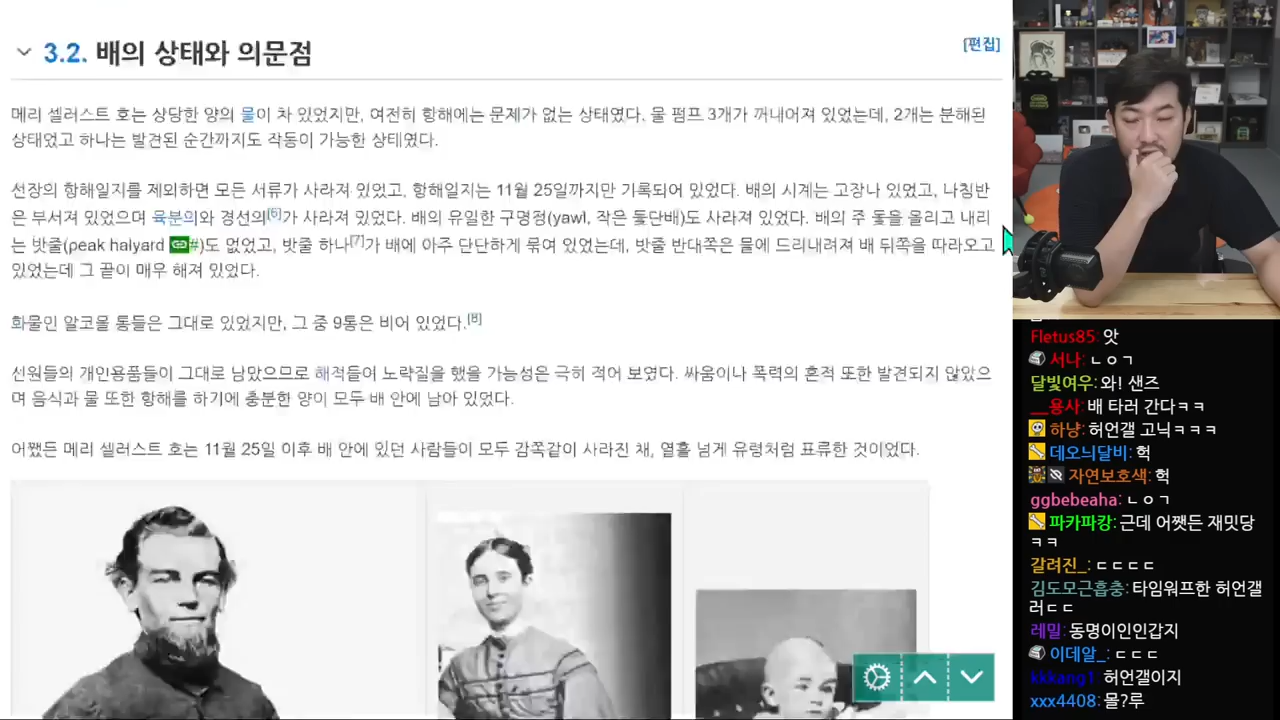 3.2. 배의 상태와 의문점
[편집]
메리 셀러스트 호는 상당한 양의 물이 차 있었지만, 여전히 항해에는 문제가 없는 상태였다. 물 펌프 3개가 꺼내어져 있었는데, 2개는 분해된
상태였고 하나는 발견된 순간까지도 작동이 가능한 상태였다.
선장의 항해일지를 제외하면 모든 서류가 사라져 있었고, 항해일지는 11월 25일까지만 기록되어 있었다. 배의 시계는 고장나 있었고, 나침반
은 부서져 있었으며 육분의와 경선의[6]가 사라져 있었다. 배의 유일한 구명정(yawl, 작은 돛단배)도 사라져 있었다. 배의 주 돛을 올리고 내리
는 밧줄(peak halyard #)도 없었고, 밧줄 하나[7]가 배에 아주 단단하게 묶여 있었는데, 밧줄 반대쪽은 물에 드리내려져 배 뒤쪽을 따라오고
있었는데 그 끝이 매우 해져 있었다.
화물인 알코올 통들은 그대로 있었지만, 그 중 9통은 비어 있었다.[8]
선원들의 개인용품들이 그대로 남았으므로 해적들이 노략질을 했을 가능성은 극히 적어 보였다. 싸움이나 폭력의 흔적 또한 발견되지 않았으
며 음식과 물 또한 항해를 하기에 충분한 양이 모두 배 안에 남아 있었다.
어쨌든 메리 셀러스트 호는 11월 25일 이후 배 안에 있던 사람들이 모두 감쪽같이 사라진 채, 열흘 넘게 유령처럼 표류한 것이었다.
Fletus85: 앗
서나: ㄴㅇㄱ
달빛여우: 와! 샌즈
__용사: 배 타러 간다ㅋㅋ
하냥: 허언갤 고닉ㅋㅋㅋ
데오늬달비: 헉
자연보호색: 헉
ggbebeaha: ㄴㅇㄱ
파카파캉: 근데 어쨋든 재밋당
ㅋㅋ
갈려진_: ㄷㄷㄷㄷ
김도모근흡충: 타임워프한 허언갤
러ㄷㄷ
레밀: 동명이인인갑지
이데알_: ㄷㄷㄷ
kkkang1: 허언갤이지
xxx4408: 몰?루